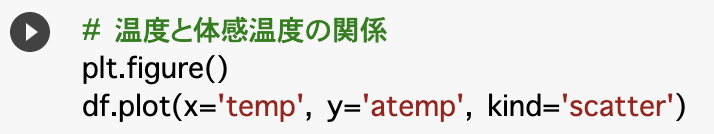 # 温度と体感温度の関係
plt.figure()
df.plot(x='temp', y='atemp', kind='scatter')